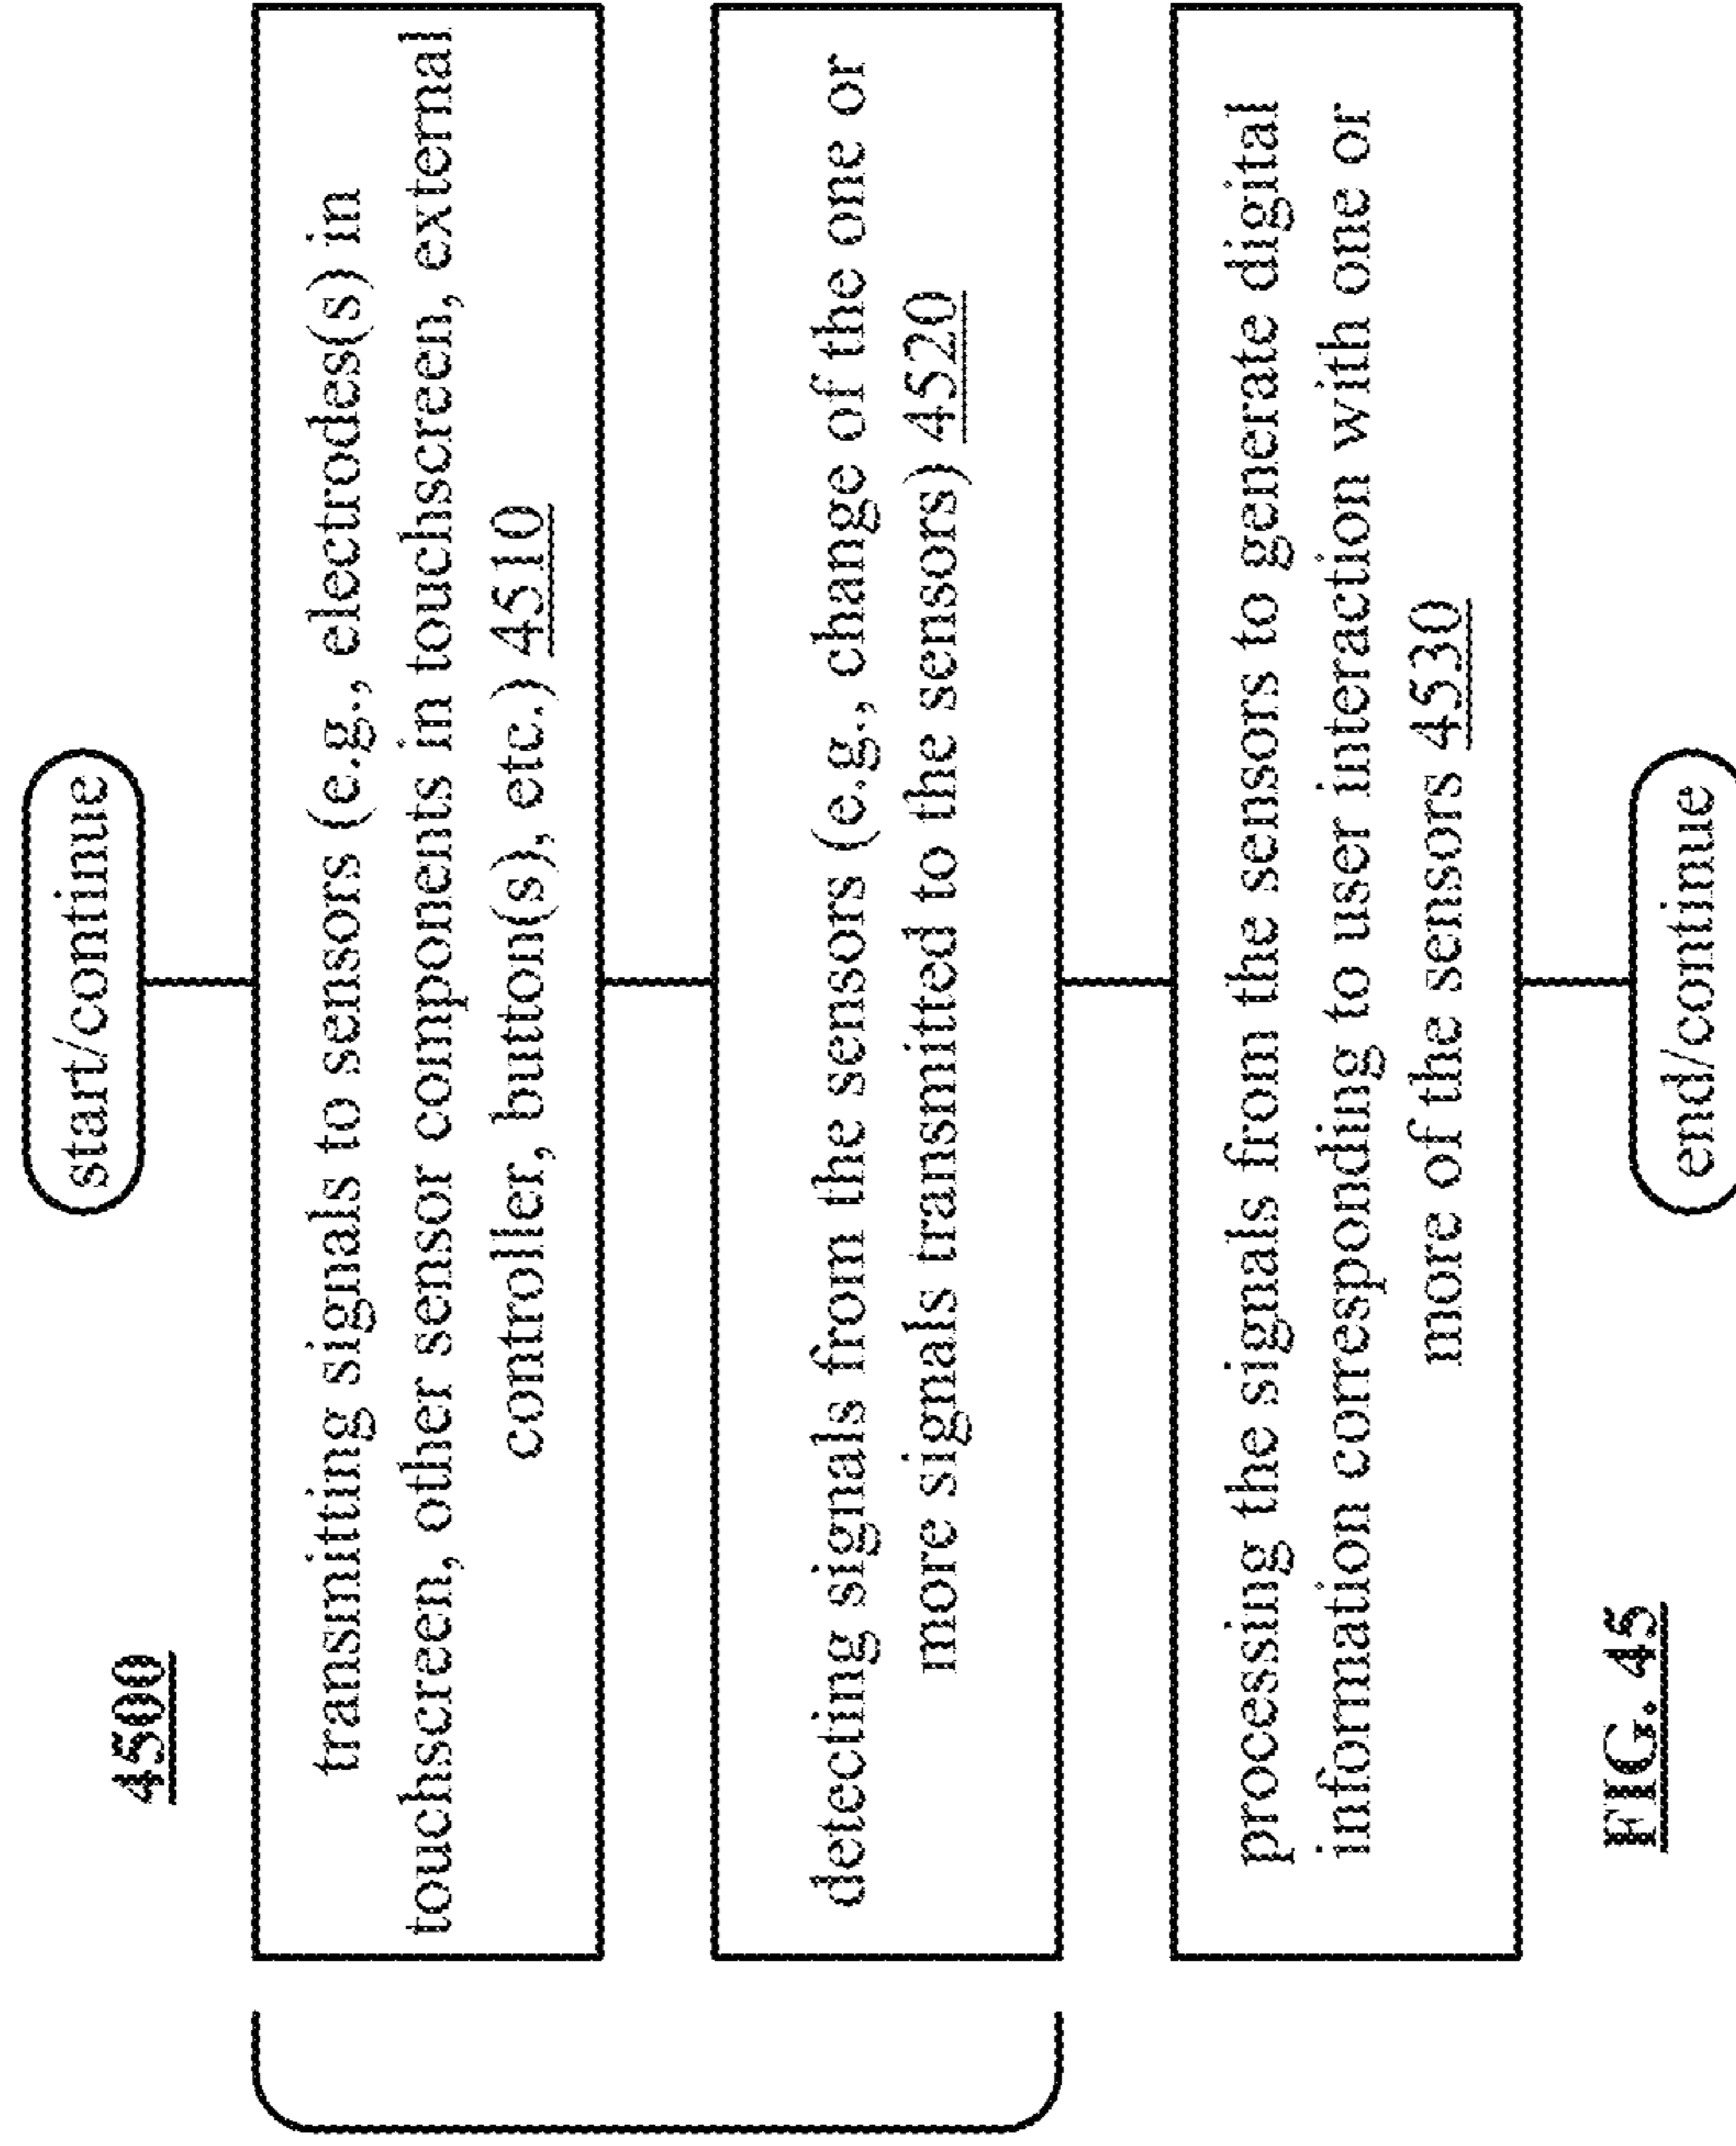 4500
start/continue
transmitting signals to sensors (e.g., electrodes(s) in
touchscreen, other sensor components in touchscreen, external
controller, button(s), etc.) 4510
detecting signals from the sensors (e.g., change of the one or
more signals transmitted to the sensors) 4520
processing the signals from the sensors to generate digital
information corresponding to user interaction with one or
more of the sensors 4530
FIG. 45
end/continue